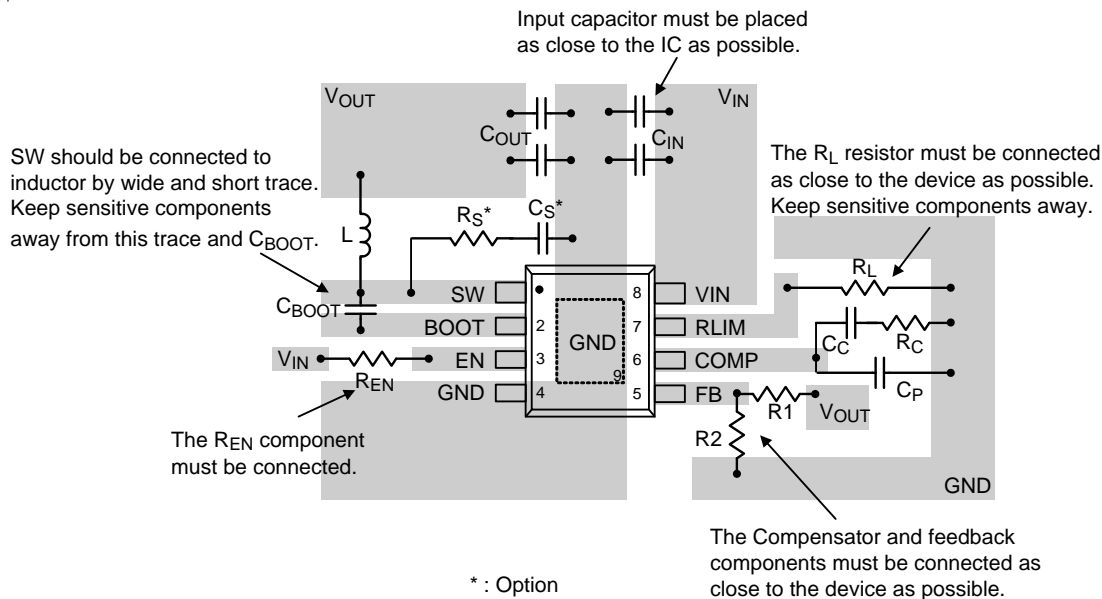 Input capacitor must be placed
as close to the IC as possible.
VOUT
VIN
COUT
CIN
SW should be connected to
inductor by wide and short trace.
Keep sensitive components
away from this trace and CBOOT.
The RL resistor must be connected
as close to the device as possible.
Keep sensitive components away.
L
RS*
CS*
RL
CBOOT
SW
8
VIN
BOOT
2
7
RLIM
CC
RC
GND
VIN
EN
3
6
COMP
REN
9
CP
GND
4
5
FB
R1
VOUT
R2
The REN component
must be connected.
GND
The Compensator and feedback
components must be connected as
close to the device as possible.
* : Option